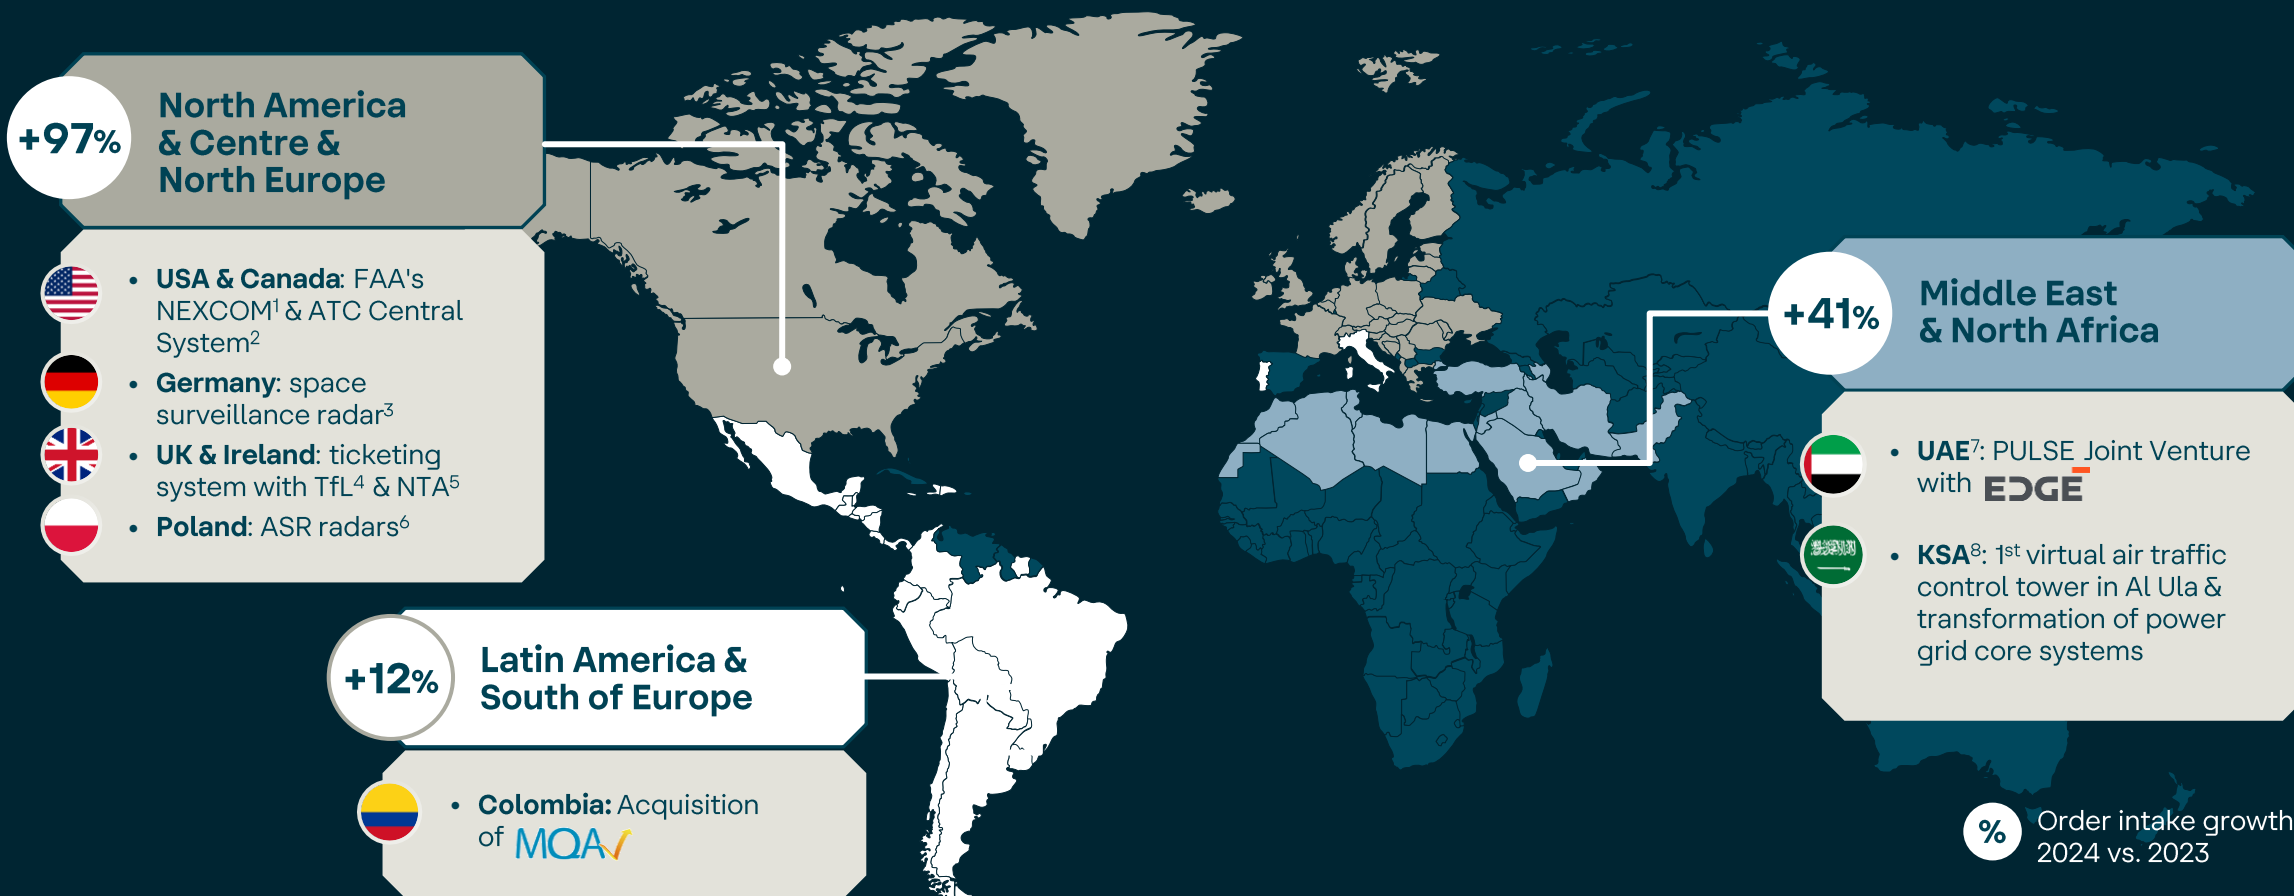 +97%
North America
& Centre &
North Europe
• USA & Canada: FAA's
NEXCOM¹ & ATC Central
System²
• Germany: space
surveillance radar³
• UK & Ireland: ticketing
system with TfL⁴ & NTA⁵
• Poland: ASR radars⁶
+12%
Latin America &
South of Europe
• Colombia: Acquisition
of MQA
+41%
Middle East
& North Africa
• UAE⁷: PULSE Joint Venture
with EDGE
• KSA⁸: 1st virtual air traffic
control tower in Al Ula &
transformation of power
grid core systems
% Order intake growth
2024 vs. 2023